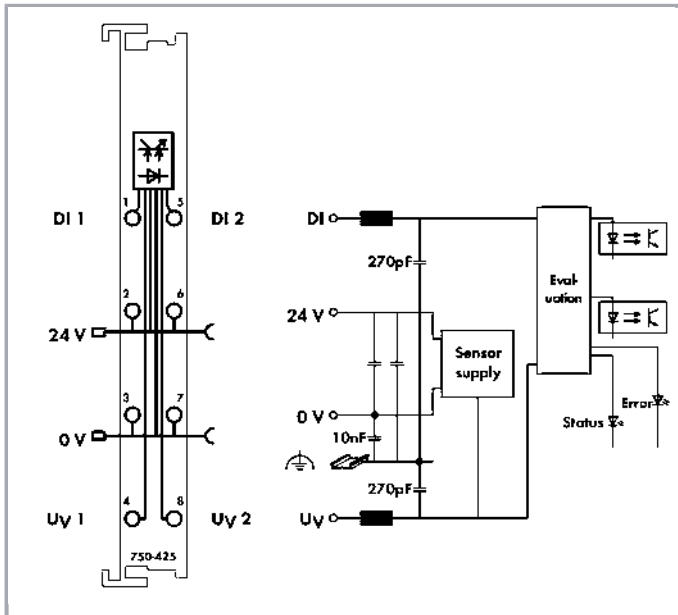 1
5
DI 1
DI 2
2
6
24 V
3
7
0 V
4
8
UV 1
UV 2
750-425
DI
270pF
24 V
Sensor
supply
0 V
10nF
270pF
UV
Eval-
uation
Error
Status